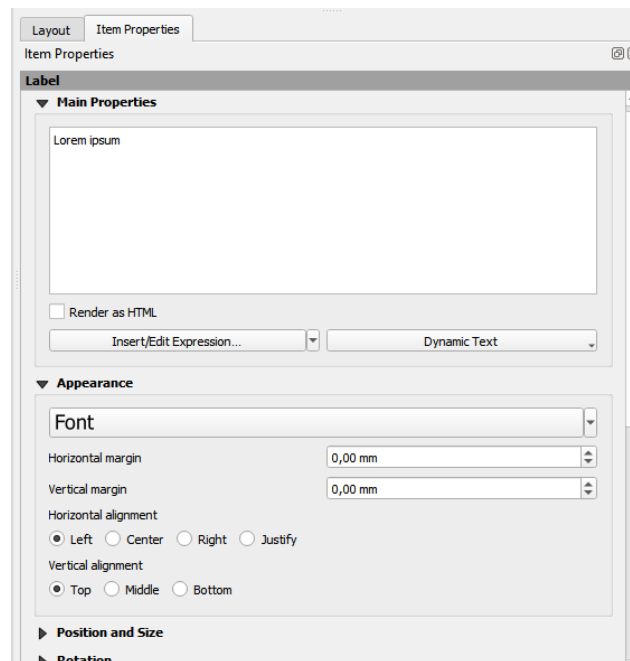 Layout Item Properties
Item Properties
Label
Main Properties
Lorem ipsum
Render as HTML
Insert/Edit Expression... Dynamic Text
Appearance
Font
Horizontal margin 0,00 mm
Vertical margin 0,00 mm
Horizontal alignment
Left Center Right Justify
Vertical alignment
Top Middle Bottom
Position and Size
Rotation